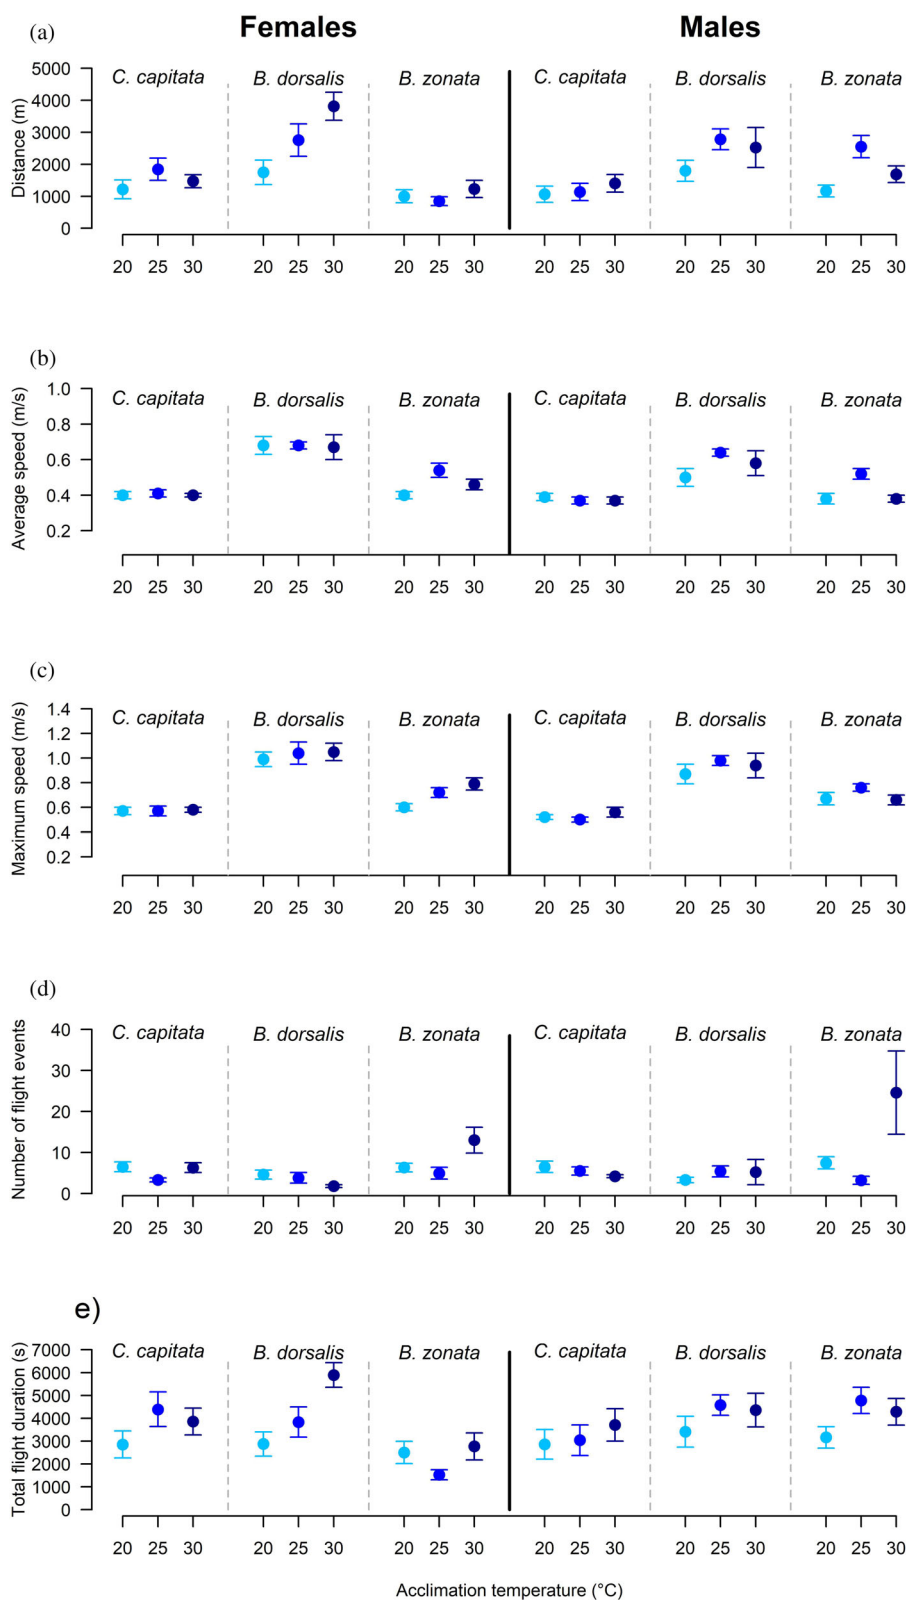 (a)
Females Males
C. capitata B. dorsalis B. zonata C. capitata B. dorsalis B. zonata
Distance (m)
5000
4000
3000
2000
1000
0
20 25 30 20 25 30 20 25 30 20 25 30 20 25 30 20 25 30
(b)
C. capitata B. dorsalis B. zonata C. capitata B. dorsalis B. zonata
Average speed (m/s)
1.0
0.8
0.6
0.4
0.2
20 25 30 20 25 30 20 25 30 20 25 30 20 25 30 20 25 30
(c)
C. capitata B. dorsalis B. zonata C. capitata B. dorsalis B. zonata
Maximum speed (m/s)
1.4
1.2
1.0
0.8
0.6
0.4
0.2
20 25 30 20 25 30 20 25 30 20 25 30 20 25 30 20 25 30
(d)
C. capitata B. dorsalis B. zonata C. capitata B. dorsalis B. zonata
Number of flight events
40
30
20
10
0
20 25 30 20 25 30 20 25 30 20 25 30 20 25 30 20 25 30
e)
C. capitata B. dorsalis B. zonata C. capitata B. dorsalis B. zonata
Total flight duration (s)
7000
6000
5000
4000
3000
2000
1000
0
20 25 30 20 25 30 20 25 30 20 25 30 20 25 30 20 25 30
Acclimation temperature (°C)